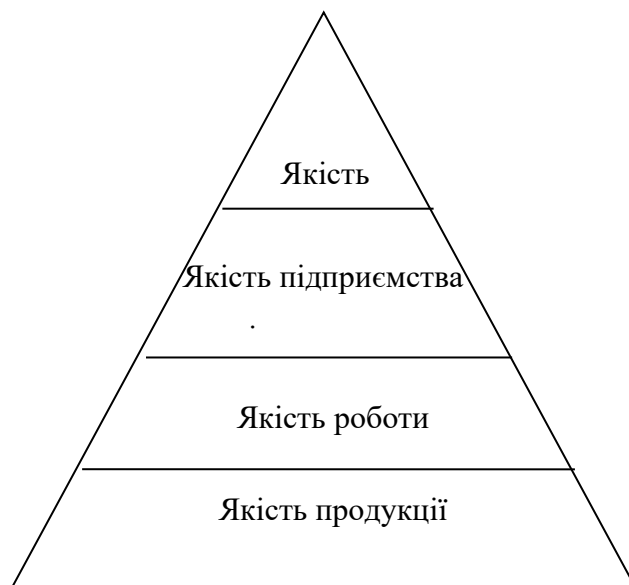 Якість
Якість підприємства
.
Якість роботи
Якість продукції